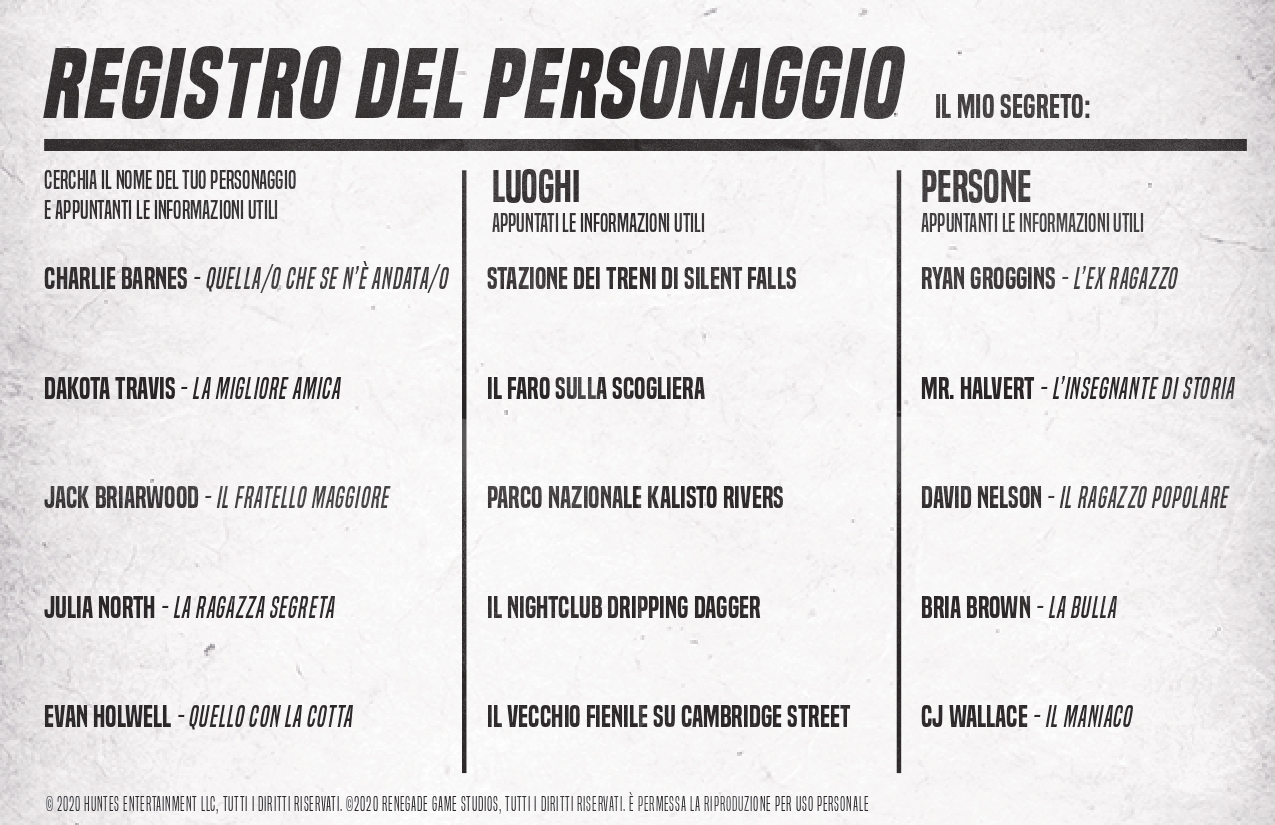 REGISTRO DEL PERSONAGGIO
IL MIO SEGRETO:
CERCHIA IL NOME DEL TUO PERSONAGGIO
E APPUNTANTI LE INFORMAZIONI UTILI
CHARLIE BARNES - QUELLA/O CHE SE N'È ANDATA/O
DAKOTA TRAVIS - LA MIGLIORE AMICA
JACK BRIARWOOD - IL FRATELLO MAGGIORE
JULIA NORTH - LA RAGAZZA SEGRETA
EVAN HOLWELL - QUELLO CON LA COTTA
LUOGHI
APPUNTATI LE INFORMAZIONI UTILI
STAZIONE DEI TRENI DI SILENT FALLS
IL FARO SULLA SCOGLIERA
PARCO NAZIONALE KALISTO RIVERS
IL NIGHTCLUB DRIPPING DAGGER
IL VECCHIO FIENILE SU CAMBRIDGE STREET
PERSONE
APPUNTANTI LE INFORMAZIONI UTILI
RYAN GROGGINS - L'EX RAGAZZO
MR. HALVERT - L'INSEGNANTE DI STORIA
DAVID NELSON - IL RAGAZZO POPOLARE
BRIA BROWN - LA BULLA
CJ WALLACE - IL MANIACO
© 2020 HUNTES ENTERTAINMENT LLC, TUTTI I DIRITTI RISERVATI. ©2020 RENEGADE GAME STUDIOS, TUTTI I DIRITTI RISERVATI. È PERMESSA LA RIPRODUZIONE PER USO PERSONALE